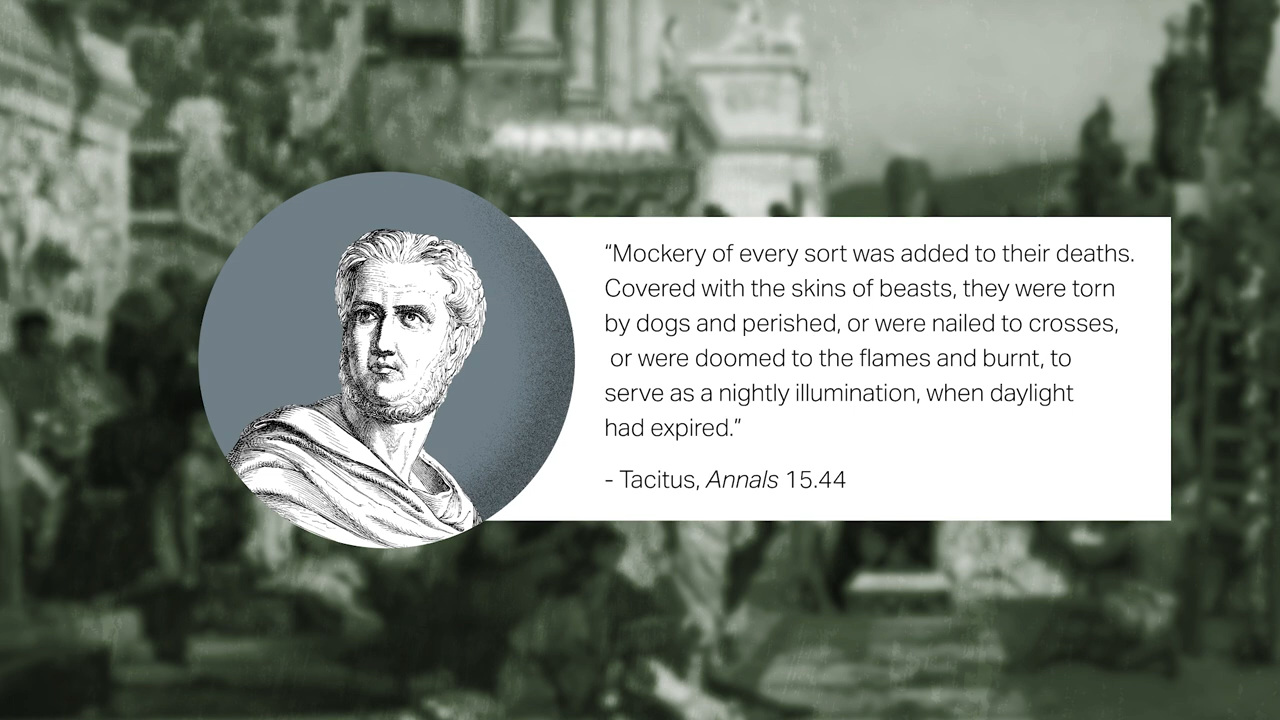 “Mockery of every sort was added to their deaths.
Covered with the skins of beasts, they were torn
by dogs and perished, or were nailed to crosses,
or were doomed to the flames and burnt, to
serve as a nightly illumination, when daylight
had expired.”
- Tacitus, Annals 15.44